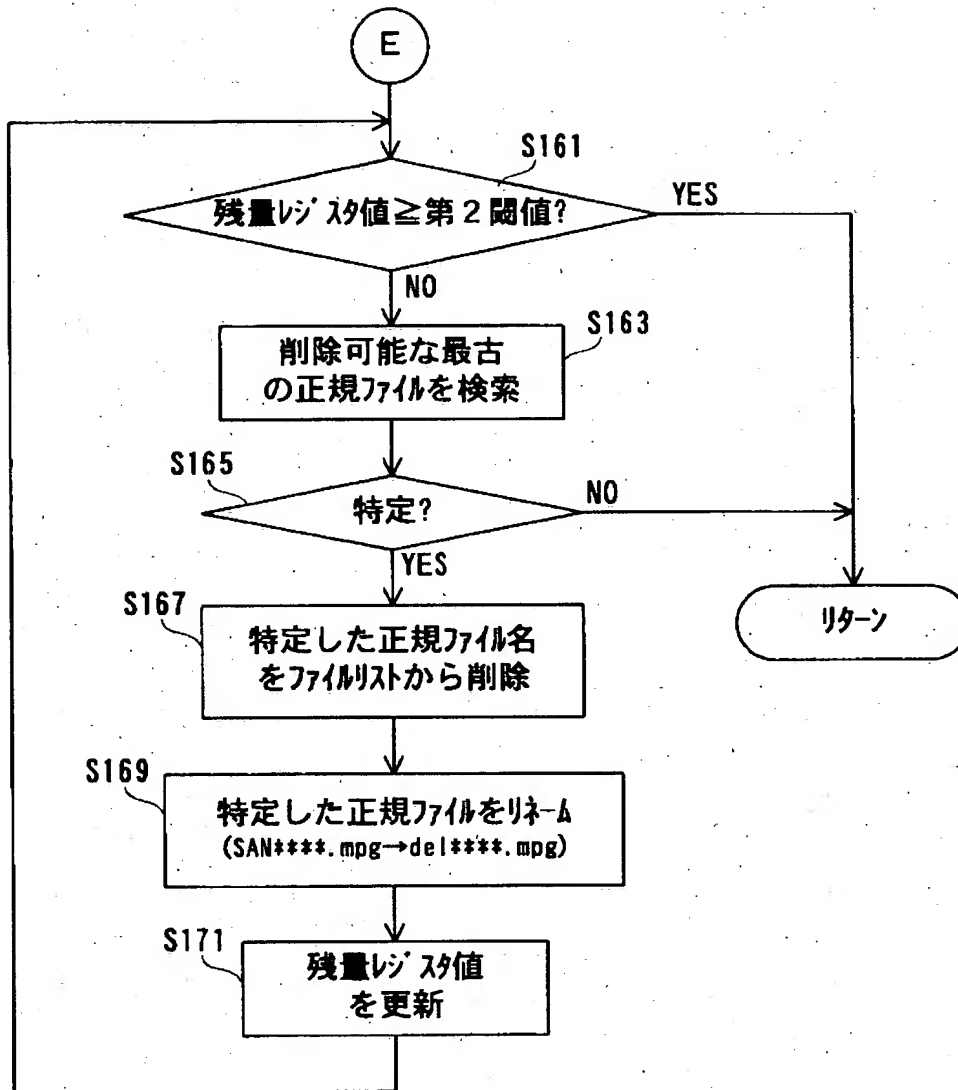 E
S161
残量レジスタ値≧第2閾値?
YES
NO
S163
削除可能な最古
の正規ファイルを検索
S165
特定?
NO
YES
S167
特定した正規ファイル名
をファイルリストから削除
リターン
S169
特定した正規ファイルをリネーム
(SAN****.mpg→del****.mpg)
S171
残量レジスタ値
を更新